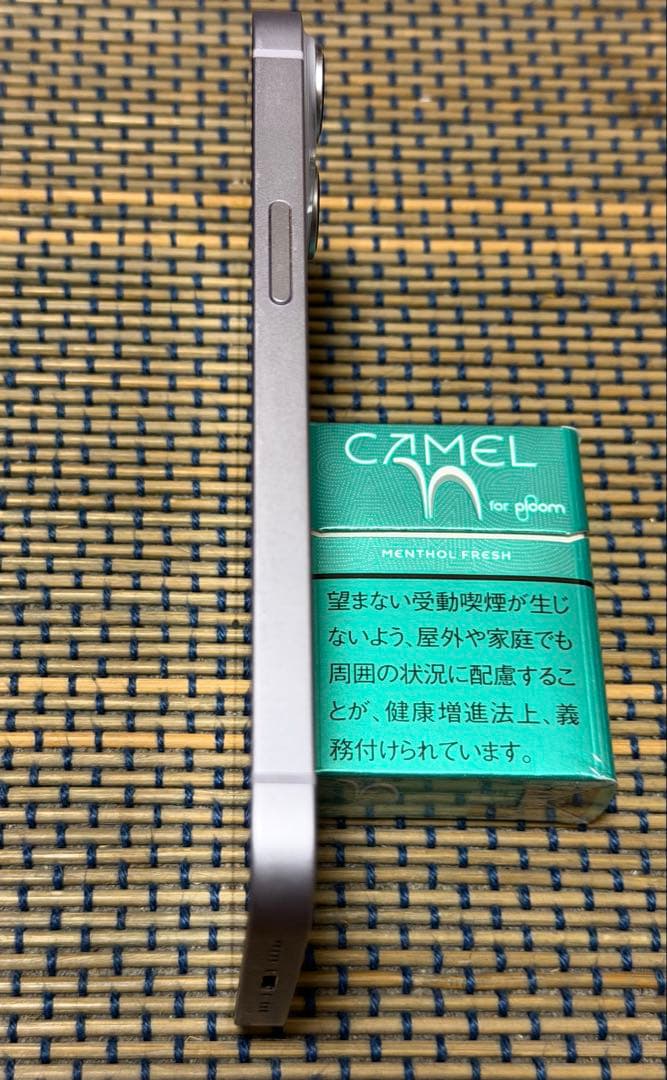 CAMEL
for ploom
MENTHOL FRESH
望まない受動喫煙が生じ
ないよう、屋外や家庭でも
周囲の状況に配慮するこ
とが、健康増進法上、義
務付けられています。